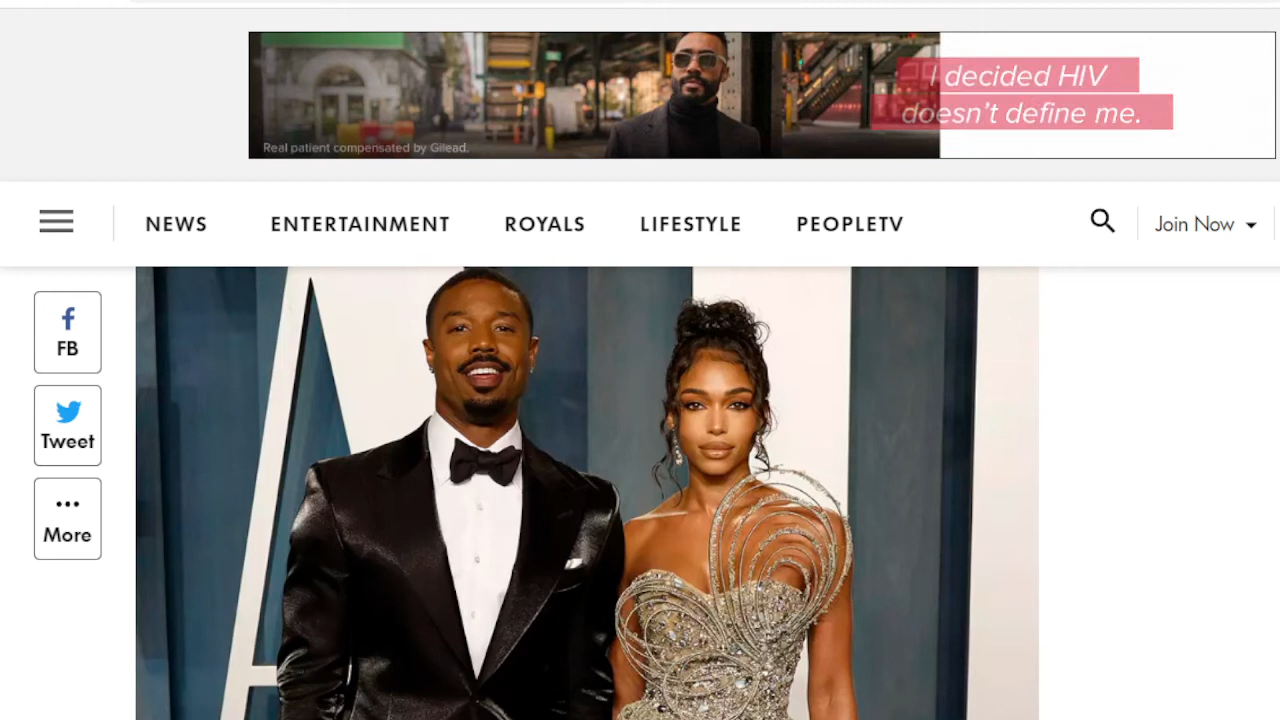 I decided HIV
doesn't define me.
Real patient compensated by Gilead.
NEWS
ENTERTAINMENT
ROYALS
LIFESTYLE
PEOPLETV
Join Now
FB
Tweet
More